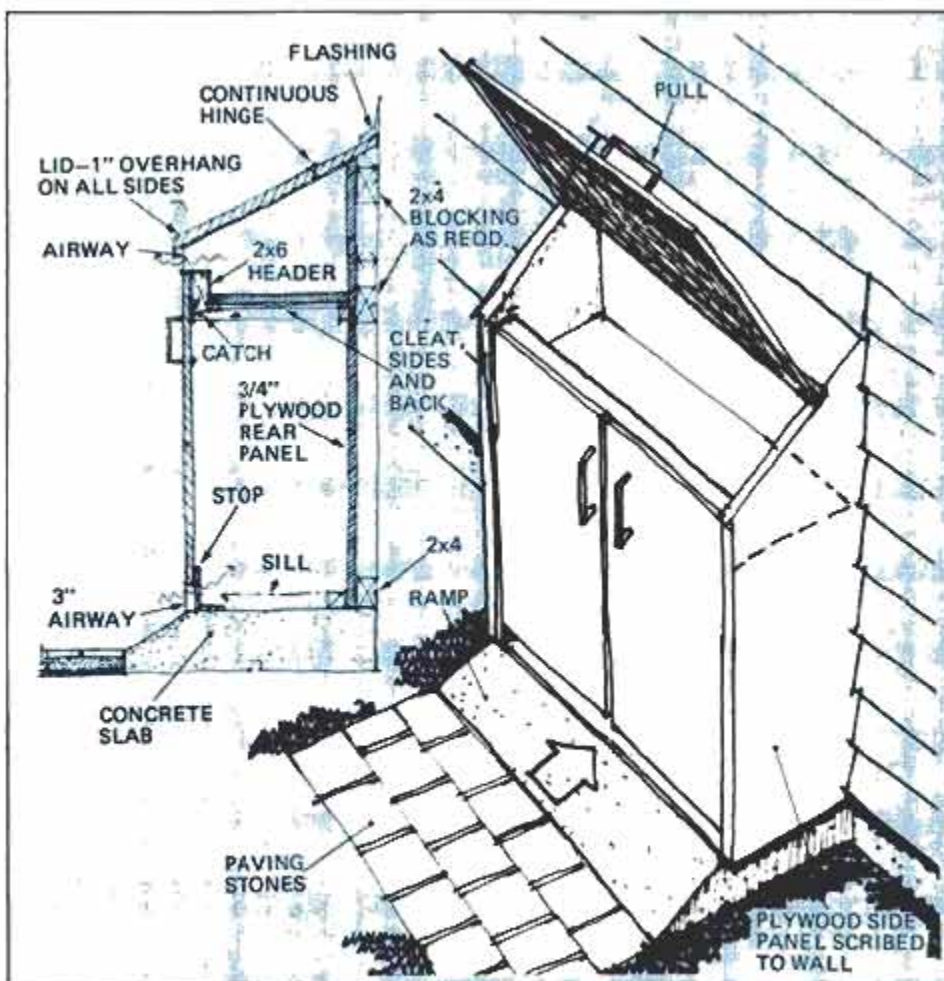 FLASHING
CONTINUOUS
HINGE
LID-1" OVERHANG
ON ALL SIDES
AIRWAY
2x6
HEADER
CATCH
3/4"
PLYWOOD
REAR
PANEL
STOP
SILL
3"
AIRWAY
CONCRETE
SLAB
PULL
2x4
BLOCKING
AS REQD.
CLEAT,
SIDES
AND
BACK
2x4
RAMP
PAVING
STONES
PLYWOOD SIDE
PANEL SCRIBED
TO WALL